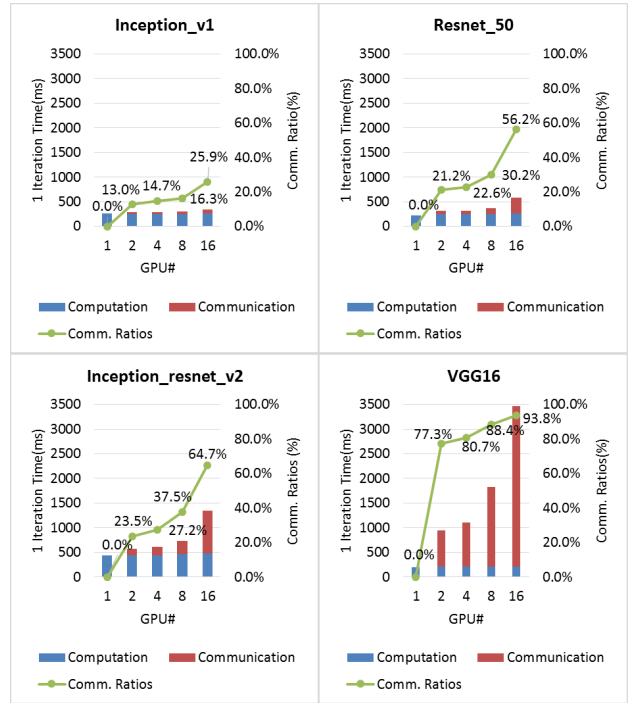 Inception_v1
1 Iteration Time(ms)
3500
3000
2500
2000
1500
1000
500
0
100.0%
80.0%
60.0%
40.0%
20.0%
0.0%
Comm. Ratio(%)
0.0%
13.0%
14.7%
16.3%
25.9%
1 2 4 8 16
GPU#
Computation Communication
Comm. Ratios
Resnet_50
1 Iteration Time(ms)
3500
3000
2500
2000
1500
1000
500
0
100.0%
80.0%
60.0%
40.0%
20.0%
0.0%
Comm. Ratio(%)
0.0%
21.2%
22.6%
30.2%
56.2%
1 2 4 8 16
GPU#
Computation Communication
Comm. Ratios
Inception_resnet_v2
1 Iteration Time(ms)
3500
3000
2500
2000
1500
1000
500
0
100.0%
80.0%
60.0%
40.0%
20.0%
0.0%
Comm. Ratios (%)
0.0%
23.5%
27.2%
37.5%
64.7%
1 2 4 8 16
GPU#
Computation Communication
Comm. Ratios
VGG16
1 Iteration Time(ms)
3500
3000
2500
2000
1500
1000
500
0
100.0%
80.0%
60.0%
40.0%
20.0%
0.0%
Comm. Ratios(%)
0.0%
77.3%
80.7%
88.4%
93.8%
1 2 4 8 16
GPU#
Computation Communication
Comm. Ratios